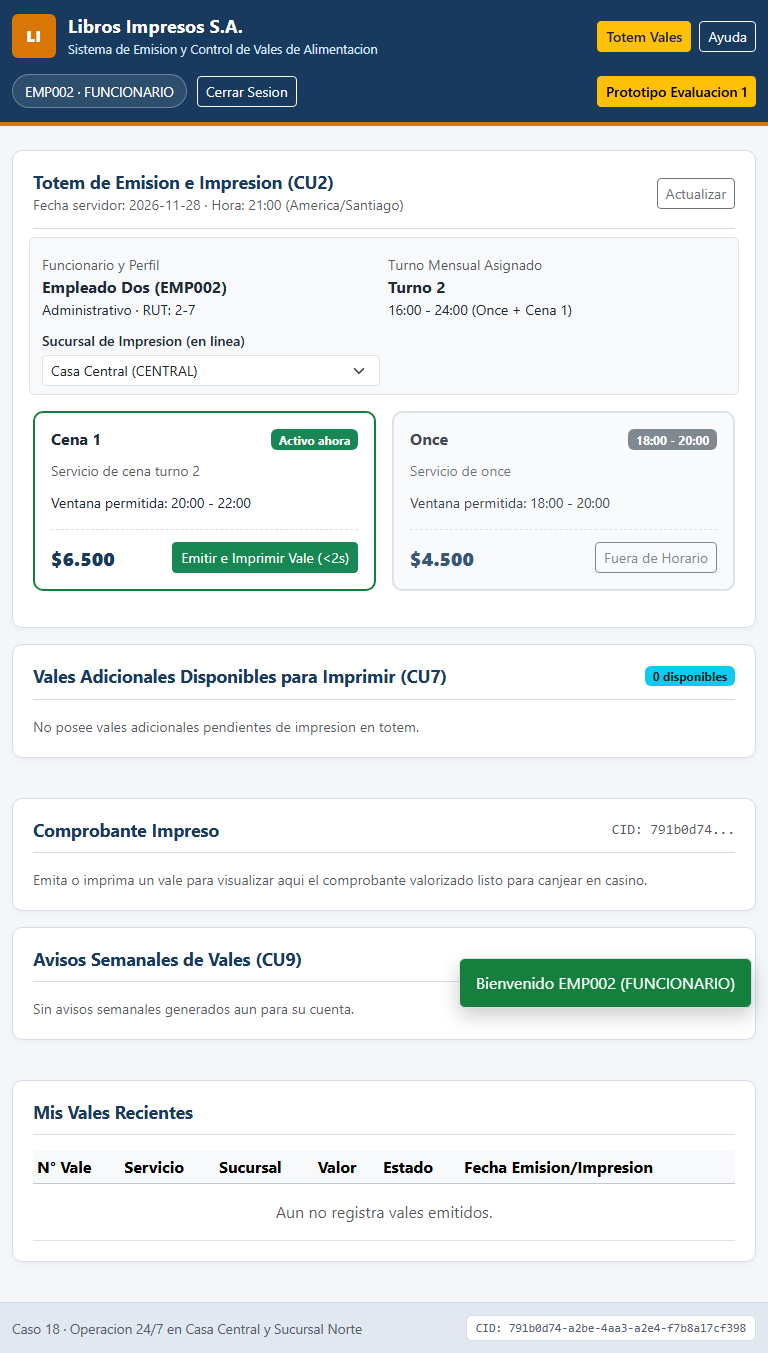 LI
Libros Impresos S.A.
Sistema de Emision y Control de Vales de Alimentacion
Totem Vales
Ayuda
EMP002 · FUNCIONARIO
Cerrar Sesion
Prototipo Evaluacion 1
Totem de Emision e Impresion (CU2)
Fecha servidor: 2026-11-28 · Hora: 21:00 (America/Santiago)
Actualizar
Funcionario y Perfil
Empleado Dos (EMP002)
Administrativo · RUT: 2-7
Turno Mensual Asignado
Turno 2
16:00 - 24:00 (Once + Cena 1)
Sucursal de Impresion (en linea)
Casa Central (CENTRAL)
Cena 1
Activo ahora
Servicio de cena turno 2
Ventana permitida: 20:00 - 22:00
$6.500
Emitir e Imprimir Vale (<2s)
Once
18:00 - 20:00
Servicio de once
Ventana permitida: 18:00 - 20:00
$4.500
Fuera de Horario
Vales Adicionales Disponibles para Imprimir (CU7)
0 disponibles
No posee vales adicionales pendientes de impresion en totem.
Comprobante Impreso
CID: 791b0d74...
Emita o imprima un vale para visualizar aqui el comprobante valorizado listo para canjear en casino.
Avisos Semanales de Vales (CU9)
Sin avisos semanales generados aun para su cuenta.
Bienvenido EMP002 (FUNCIONARIO)
Mis Vales Recientes
N° Vale Servicio Sucursal Valor Estado Fecha Emision/Impresion
Aun no registra vales emitidos.
Caso 18 · Operacion 24/7 en Casa Central y Sucursal Norte
CID: 791b0d74-a2be-4aa3-a2e4-f7b8a17cf398